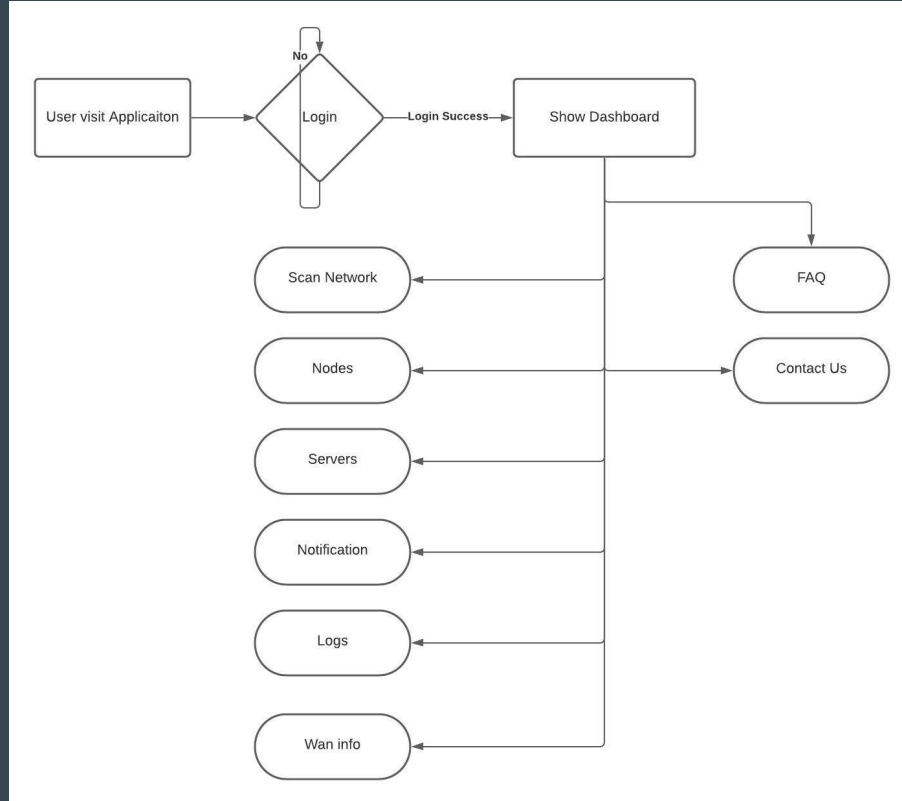 No
User visit Applicaiton
Login
Login Success
Show Dashboard
Scan Network
FAQ
Nodes
Contact Us
Servers
Notification
Logs
Wan info